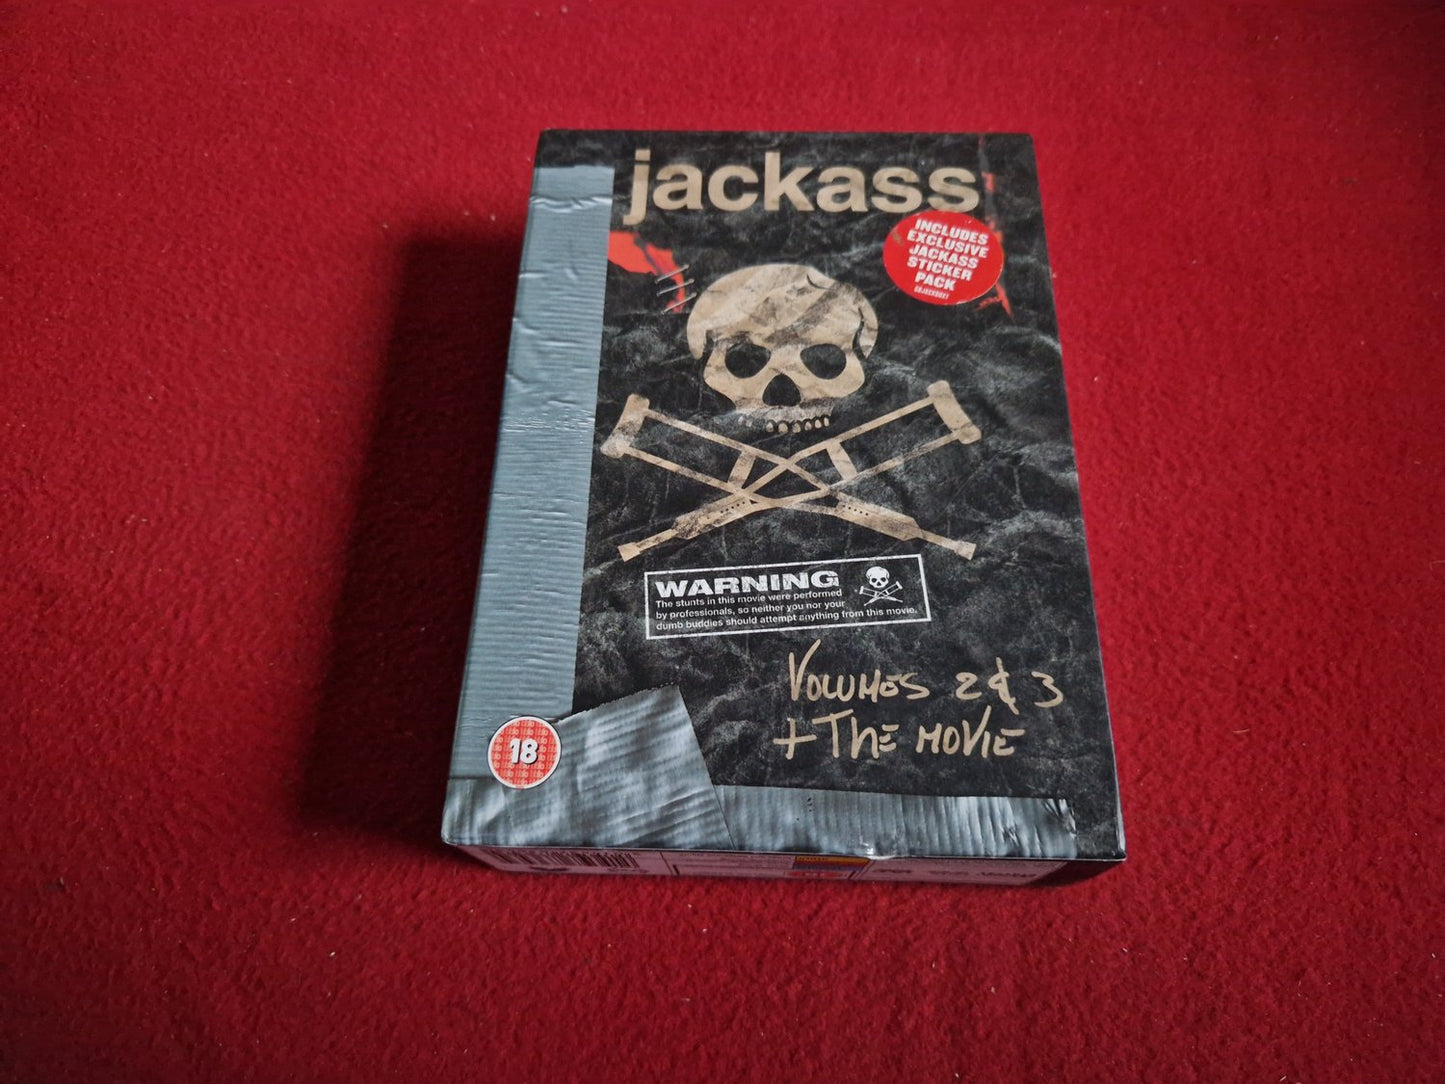 jackass
INCLUDES
EXCLUSIVE
JACKASS
STICKER
PACK
WARNING
The stunts in this movie were performed
by professionals, so neither you nor your
dumb buddies should attempt anything from this movie.
VOLUMES 2 & 3
+ THE MOVIE
18